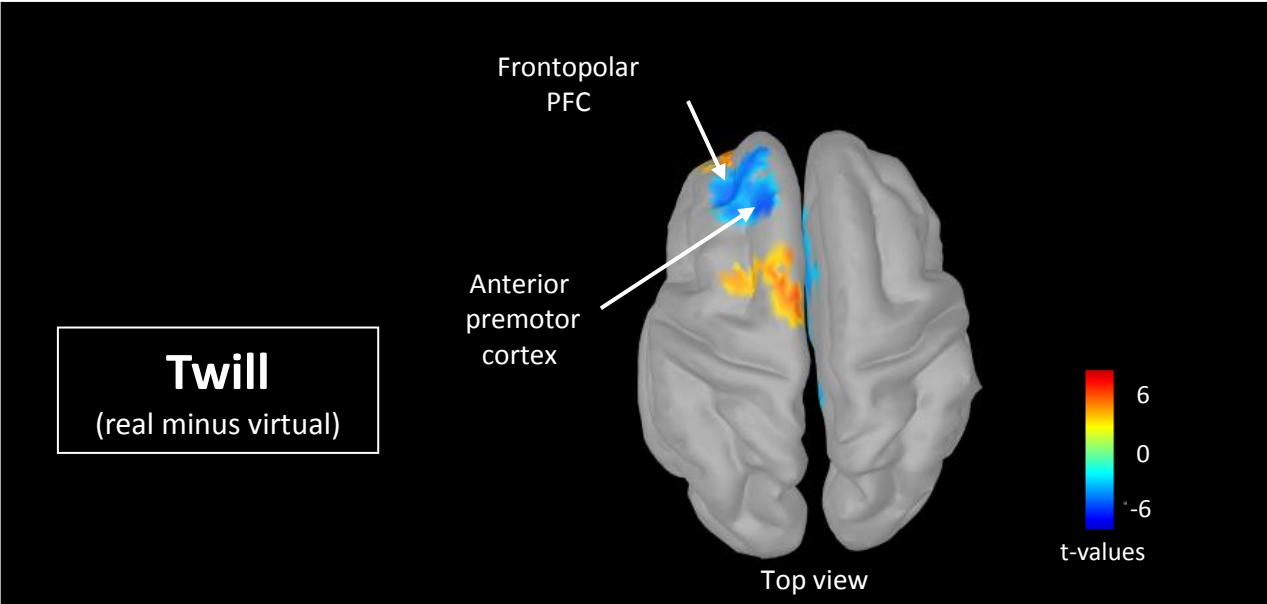 Frontopolar
PFC
Anterior
premotor
cortex
Twill
(real minus virtual)
6
0
-6
t-values
Top view